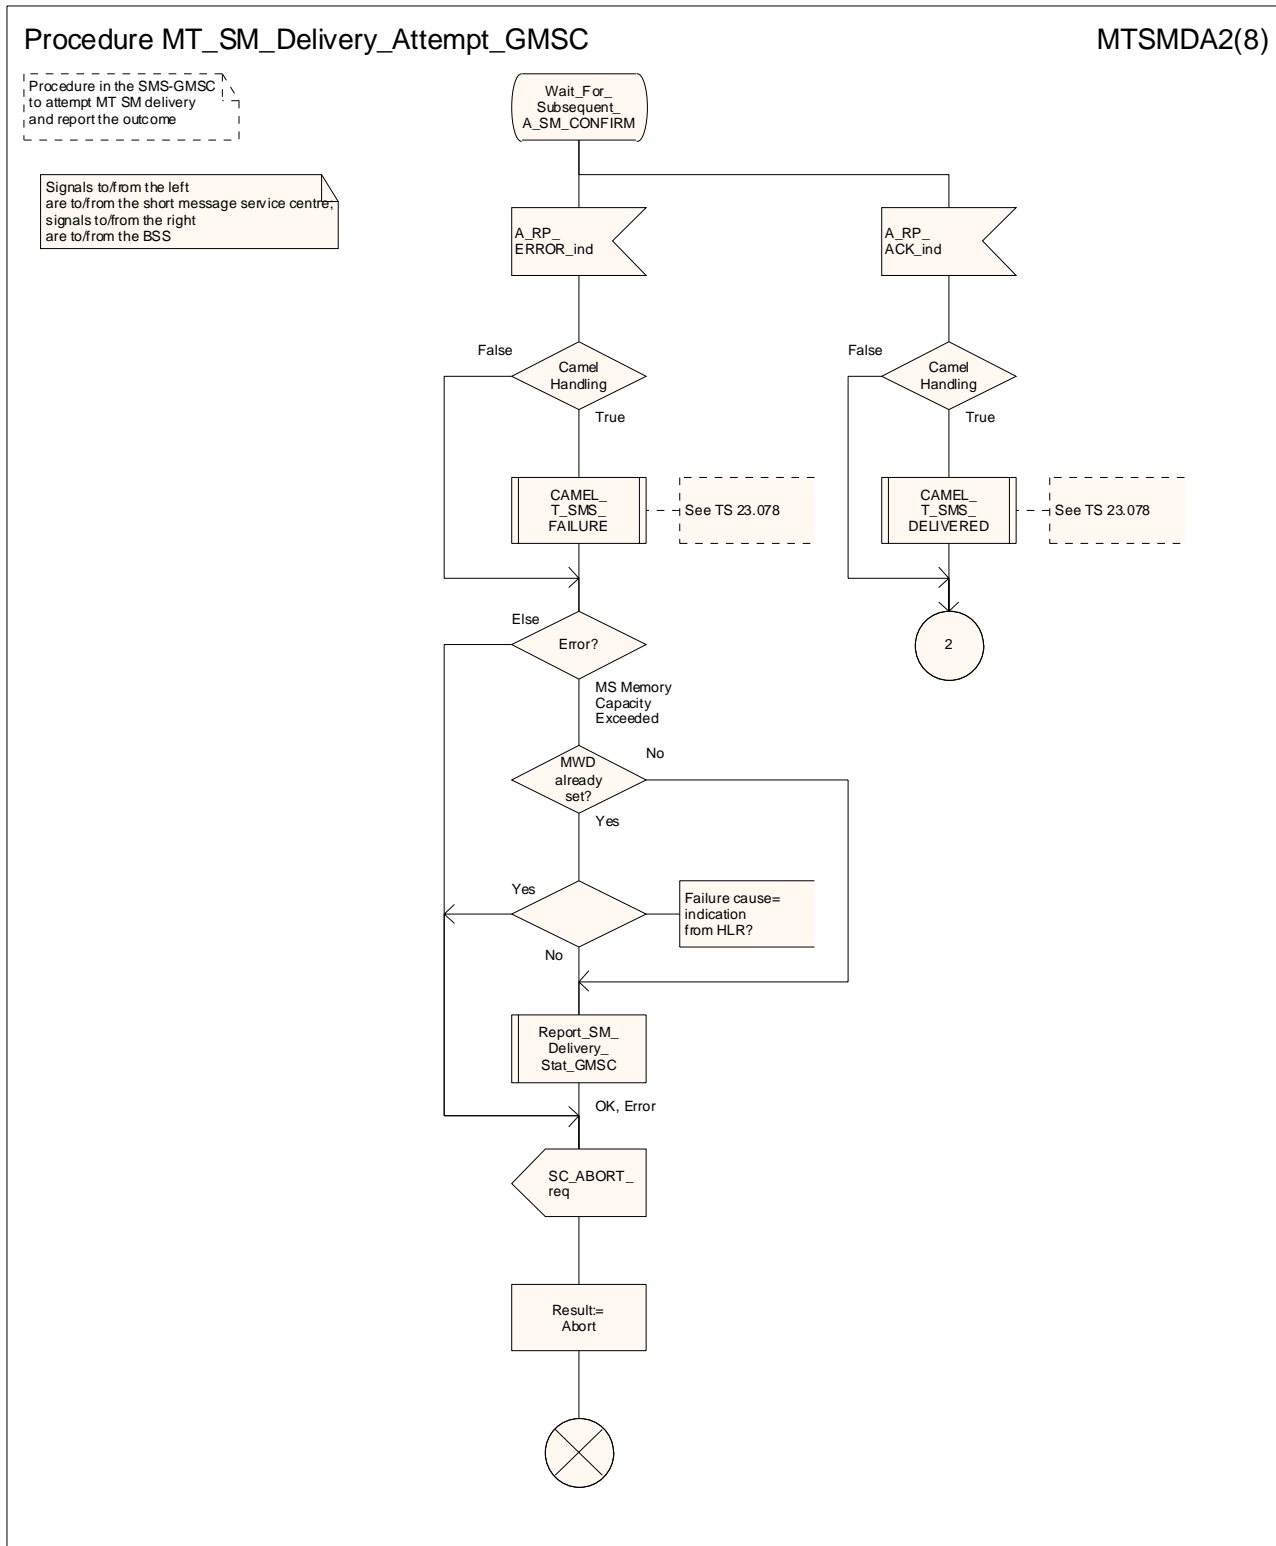 Procedure MT_SM_Delivery_Attempt_GMSC
MTSMDA2(8)
Procedure in the SMS-GMSC
to attempt MT SM delivery
and report the outcome
Signals to/from the left
are to/from the short message service centre;
signals to/from the right
are to/from the BSS
Wait_For_
Subsequent_
A_SM_CONFIRM
A_RP_
ERROR_ind
A_RP_
ACK_ind
False
Camel
Handling
True
False
Camel
Handling
True
CAMEL_
T_SMS_
FAILURE
See TS 23.078
CAMEL_
T_SMS_
DELIVERED
See TS 23.078
Else
Error?
2
MS Memory
Capacity
Exceeded
MWD
already
set?
No
Yes
Yes
Failure cause=
indication
from HLR?
No
Report_SM_
Delivery_
Stat_GMSC
OK, Error
SC_ABORT_
req
Result:=
Abort